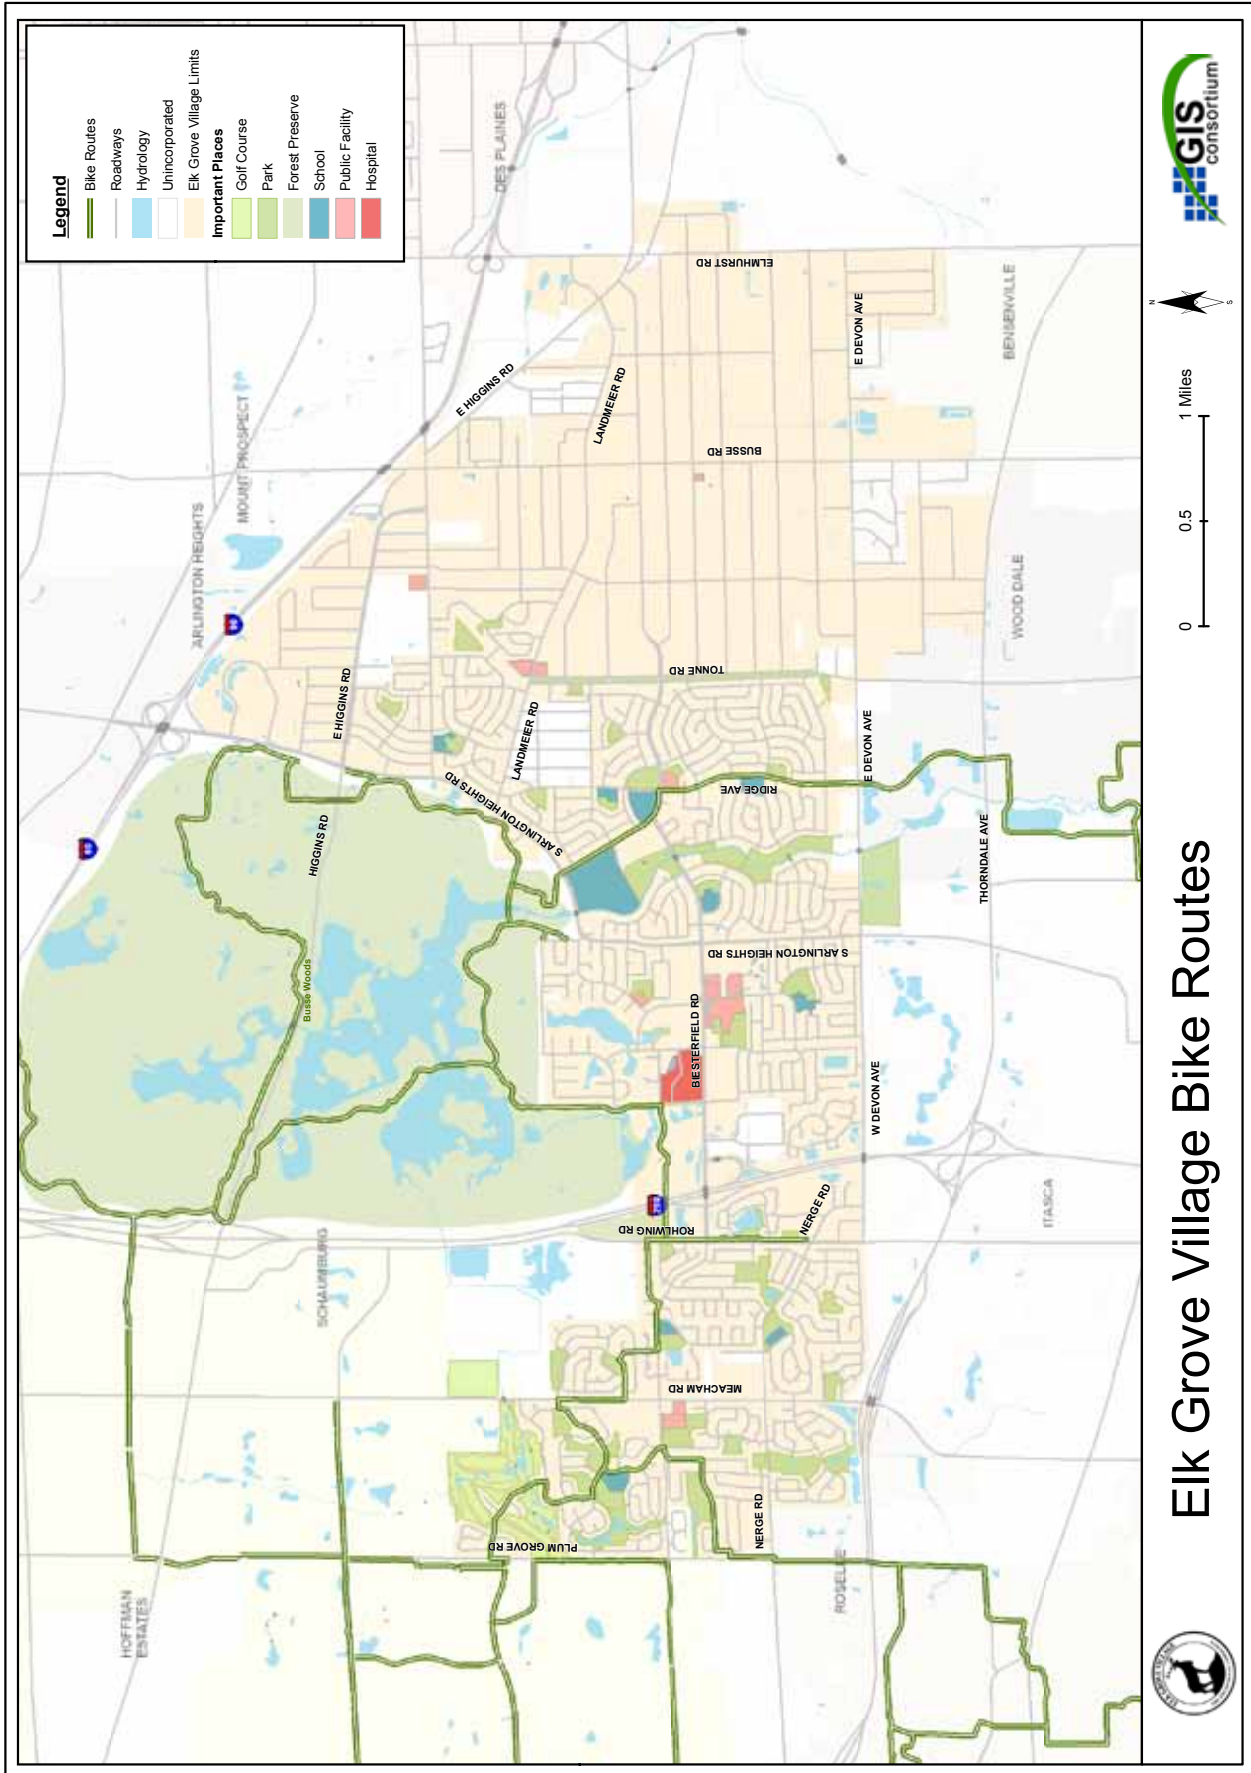 Legend
Bike Routes
Roadways
Hydrology
Unincorporated
Elk Grove Village Limits
Important Places
Golf Course
Park
Forest Preserve
School
Public Facility
Hospital
HOFFMAN
ESTATES
SCHAUMBURG
ARLINGTON HEIGHTS
MOUNT PROSPECT
DES PLAINES
90
90
HIGGINS RD
E HIGGINS RD
E HIGGINS RD
Busse Woods
S ARLINGTON HEIGHTS RD
LANDMEIER RD
LANDMEIER RD
PLUM GROVE RD
ROHLWING RD
MEACHAM RD
BIESTERFIELD RD
S ARLINGTON HEIGHTS RD
RIDGE AVE
TONNE RD
BUSSE RD
ELMHURST RD
NERGE RD
NERGE RD
W DEVON AVE
E DEVON AVE
E DEVON AVE
THORNDALE AVE
ROSELLE
ITASCA
WOOD DALE
BENSENVILLE
Elk Grove Village Bike Routes
0
0.5
1 Miles
N
S
GIS
consortium